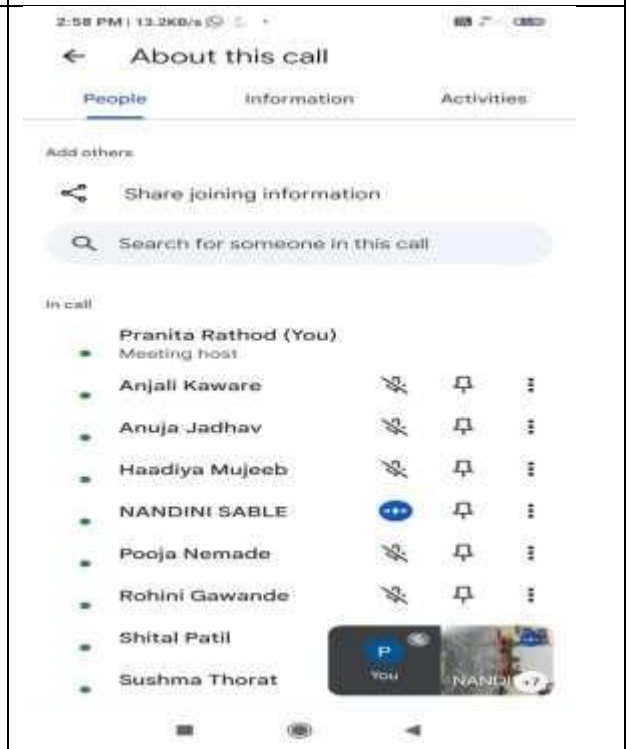 2:58 PM | 13.2KB/s
About this call
People Information Activities
Add others
Share joining information
Search for someone in this call
In call
Pranita Rathod (You)
Meeting host
Anjali Kaware
Anuja Jadhav
Haadiya Mujeeb
NANDINI SABLE
Pooja Nemade
Rohini Gawande
Shital Patil
Sushma Thorat
P
You
NANDI
+7